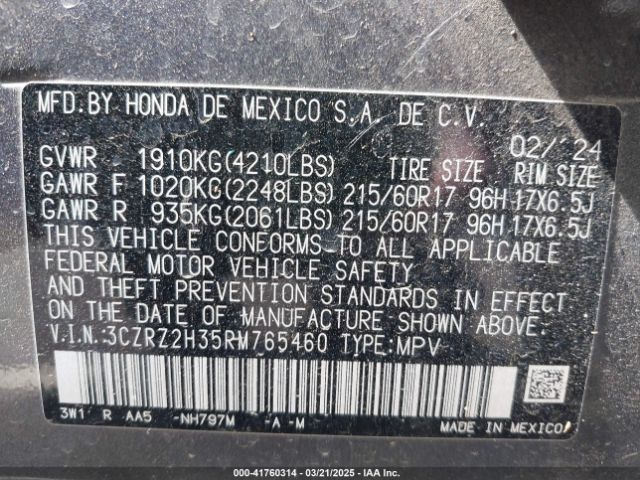 MFD.BY HONDA DE MEXICO S.A. DE C.V.
02/'24
GVWR 1910KG(4210LBS) TIRE SIZE RIM SIZE
GAWR F 1020KG(2248LBS) 215/60R17 96H 17X6.5J
GAWR R 935KG(2061LBS) 215/60R17 96H 17X6.5J
THIS VEHICLE CONFORMS TO ALL APPLICABLE
FEDERAL MOTOR VEHICLE SAFETY
AND THEFT PREVENTION STANDARDS IN EFFECT
ON THE DATE OF MANUFACTURE SHOWN ABOVE.
V.I.N.:3CZRZ2H35RM765460 TYPE:MPV
3W1 R AA5 -NH797M -A -M
MADE IN MEXICO
000-41760314 | 03/21/2025 | IAA Inc.